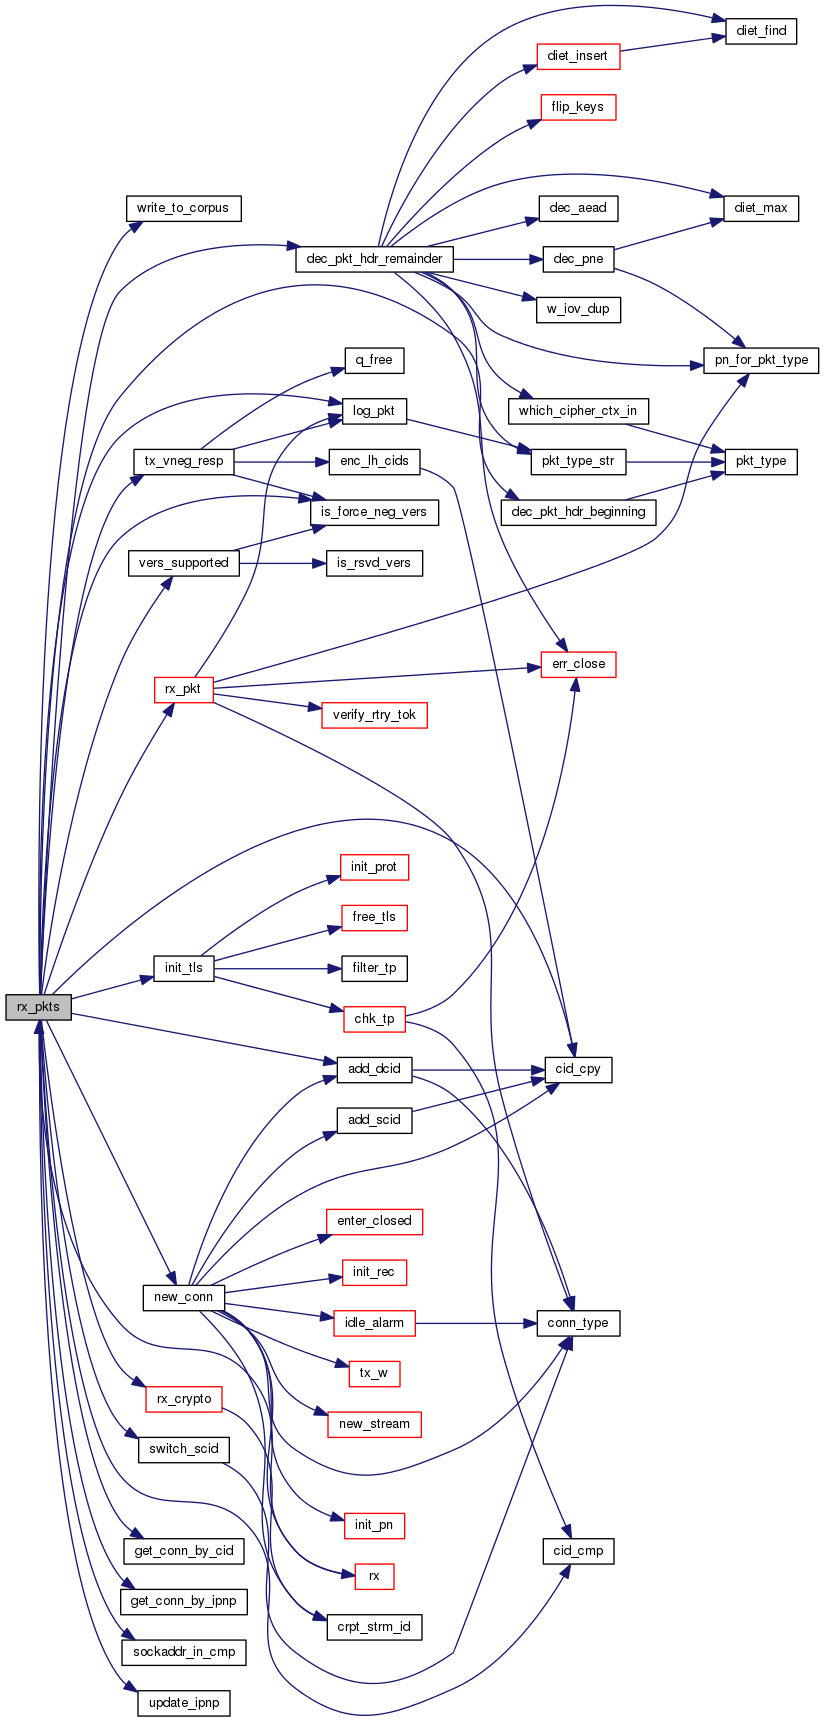 diet_find
diet_insert
flip_keys
write_to_corpus
dec_aead
diet_max
dec_pkt_hdr_remainder
dec_pne
w_iov_dup
q_free
pn_for_pkt_type
log_pkt
which_cipher_ctx_in
tx_vneg_resp
enc_lh_cids
pkt_type_str
pkt_type
is_force_neg_vers
dec_pkt_hdr_beginning
vers_supported
is_rsvd_vers
err_close
rx_pkt
verify_rtry_tok
init_prot
free_tls
init_tls
filter_tp
rx_pkts
chk_tp
add_dcid
cid_cpy
add_scid
enter_closed
init_rec
new_conn
idle_alarm
conn_type
tx_w
rx_crypto
new_stream
switch_scid
init_pn
get_conn_by_cid
cid_cmp
rx
get_conn_by_ipnp
crpt_strm_id
sockaddr_in_cmp
update_ipnp